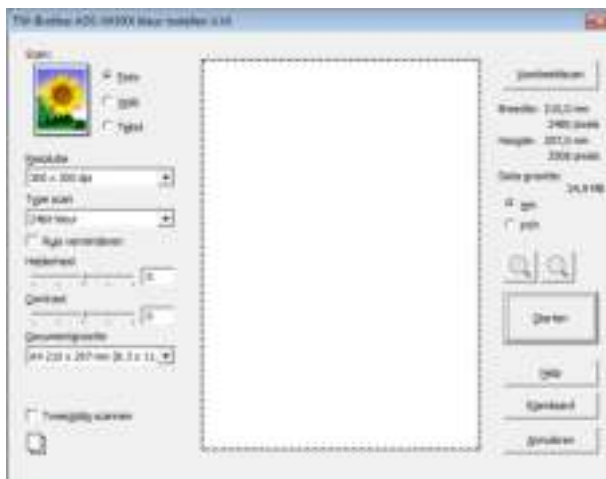 TW-Brother ADS-XXXXX kleur instellen
Scan:
Foto
Web
Tekst
Resolutie
300 x 300 dpi
Type scan
24bit kleur
Ruis verminderen
Helderheid
0
Contrast
0
Documentgrootte
A4 210 x 297 mm (8.3 x 11.
Tweezijdig scannen
Voorbeeldscan
Breedte: 210,0 mm
2480 pixels
Hoogte: 297,0 mm
pixels
Data grootte:
24,9 MB
mm
inch
Starten
Help
Standaard
Annuleren